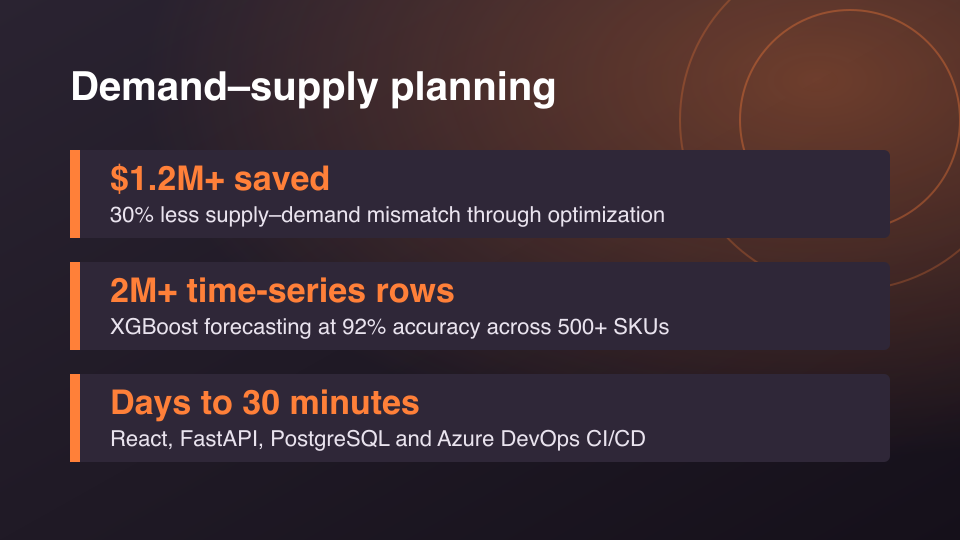 Demand–supply planning
$1.2M+ saved
30% less supply–demand mismatch through optimization
2M+ time-series rows
XGBoost forecasting at 92% accuracy across 500+ SKUs
Days to 30 minutes
React, FastAPI, PostgreSQL and Azure DevOps CI/CD